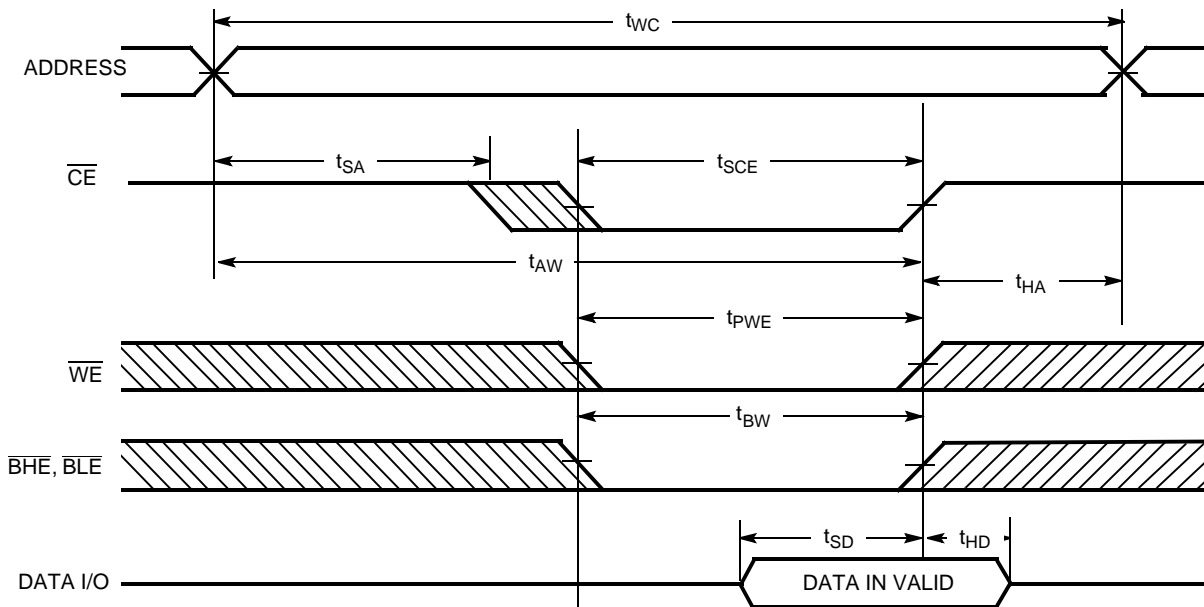 tWC
ADDRESS
tSA
tSCE
CE
tAW
tHA
tPWE
WE
tBW
BHE, BLE
tSD
tHD
DATA I/O
DATA IN VALID